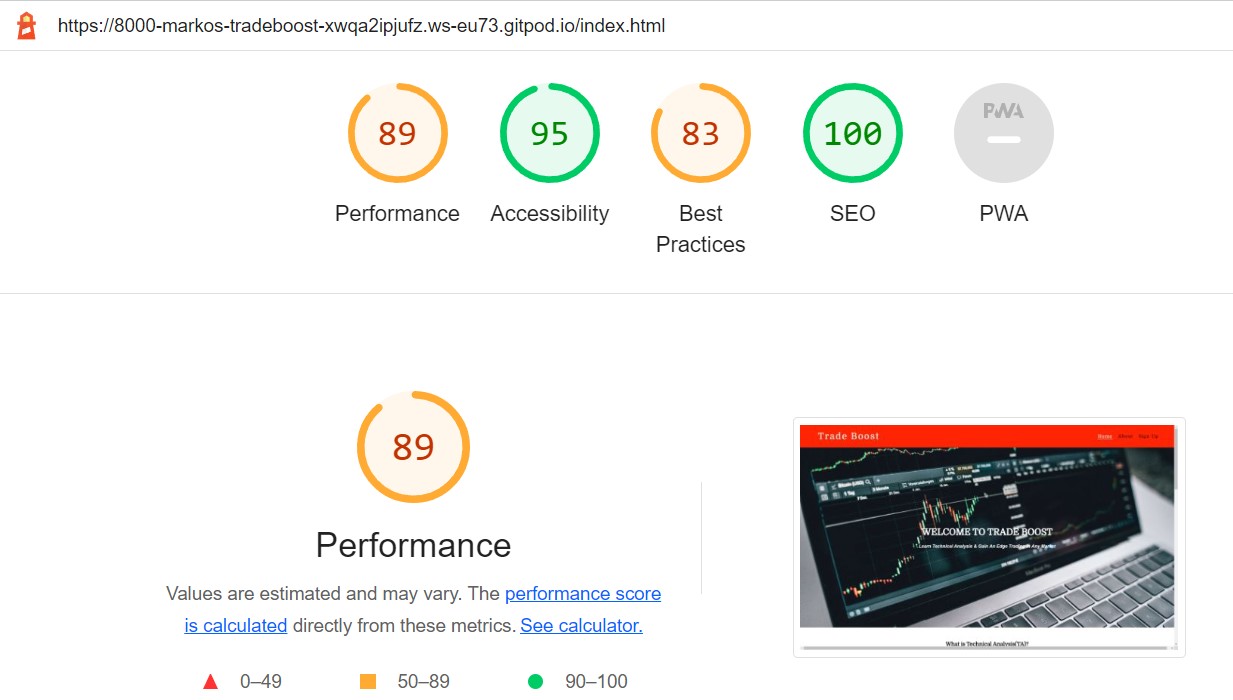 https://8000-markos-tradeboost-xwqa2ipjufz.ws-eu73.gitpod.io/index.html
89
95
83
100
PWA
Performance
Accessibility
Best
Practices
SEO
PWA
89
Performance
Values are estimated and may vary. The performance score
is calculated directly from these metrics. See calculator.
0–49
50–89
90–100
Trade Boost
Home About Sign Up
WELCOME TO TRADE BOOST
Learn Technical Analysis & Gain An Edge Trading in Any Market
What is Technical Analysis(TA)?